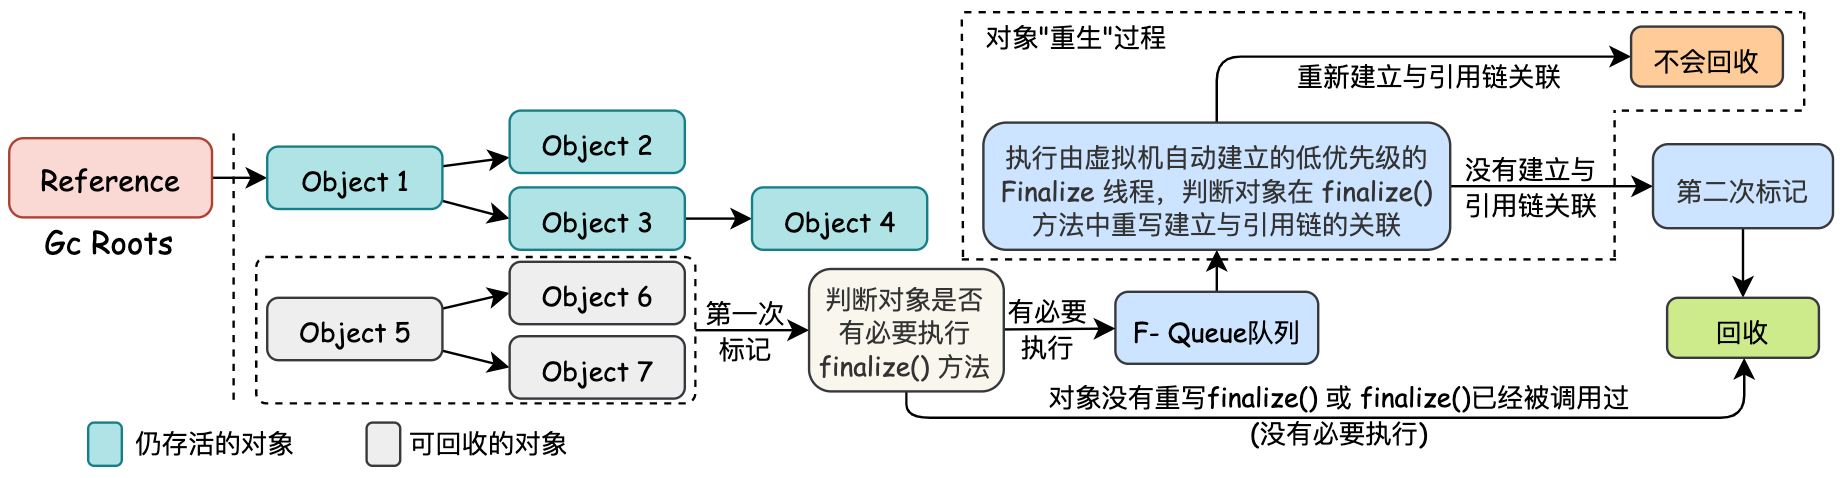 对象"重生"过程
不会回收
重新建立与引用链关联
Reference
Gc Roots
Object 1
Object 2
Object 3
Object 4
Object 5
Object 6
Object 7
第一次
标记
判断对象是否
有必要执行
finalize() 方法
有必要
执行
F- Queue队列
执行由虚拟机自动建立的低优先级的
Finalize 线程，判断对象在 finalize()
方法中重写建立与引用链的关联
没有建立与
引用链关联
第二次标记
回收
对象没有重写finalize() 或 finalize()已经被调用过
(没有必要执行)
仍存活的对象
可回收的对象